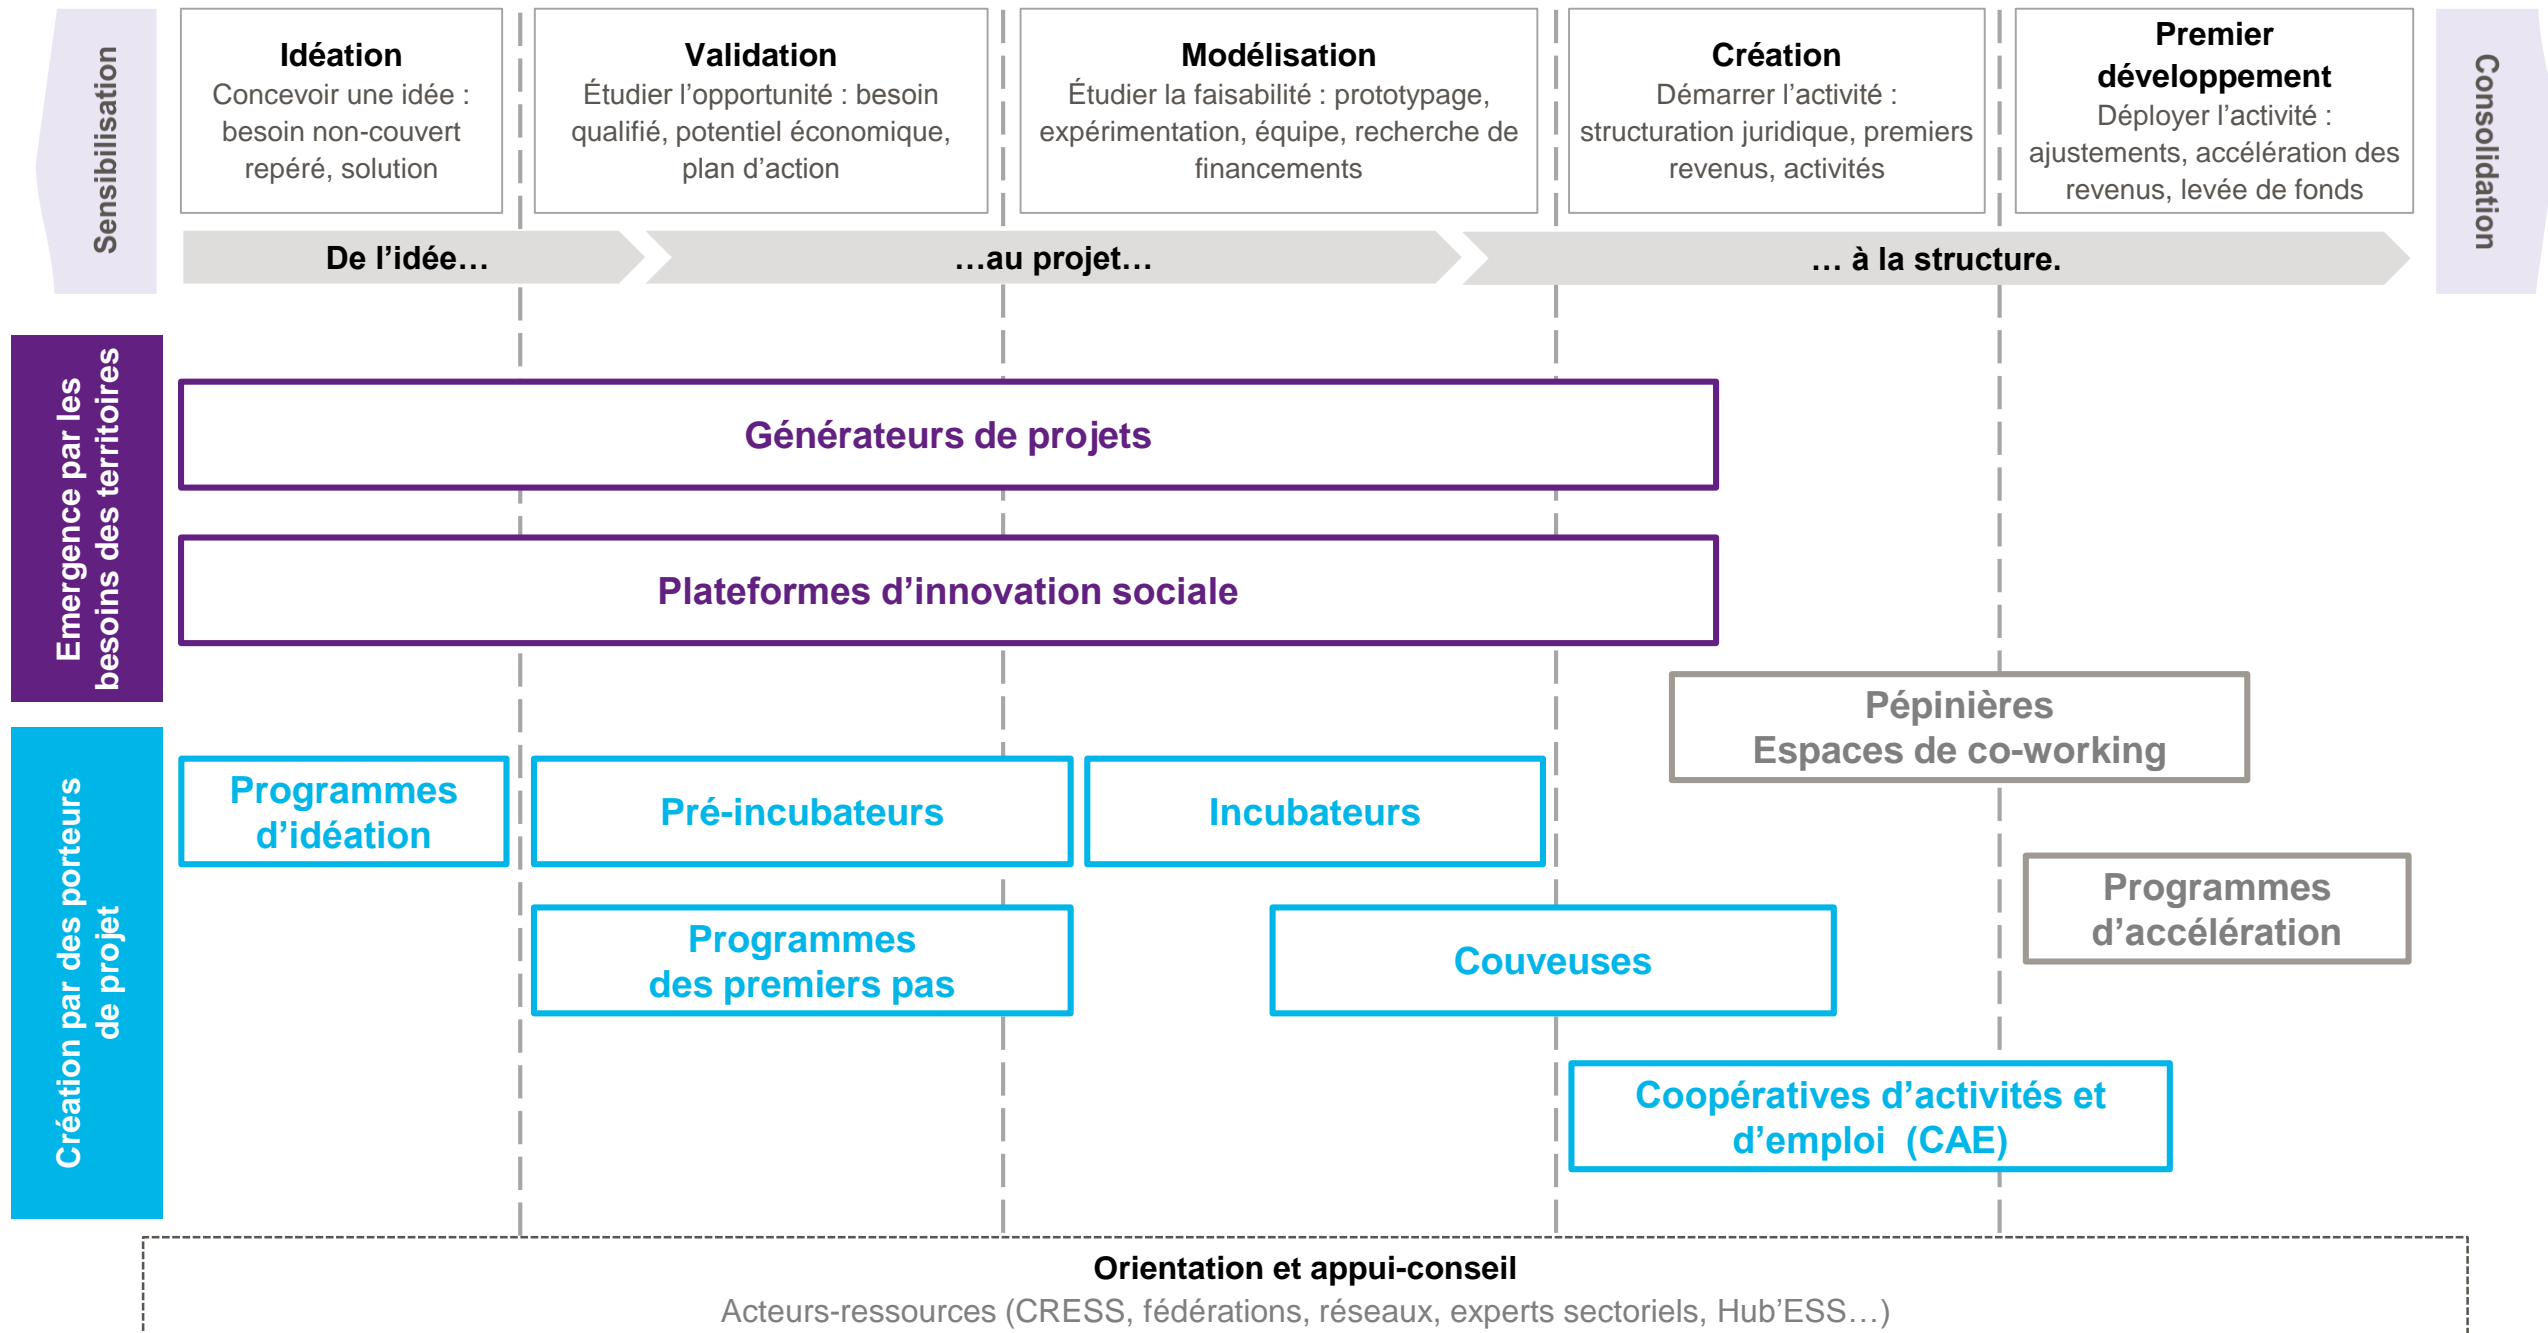 Sensibilisation
Idéation
Concevoir une idée :
besoin non-couvert
repéré, solution
Validation
Étudier l’opportunité : besoin
qualifié, potentiel économique,
plan d’action
Modélisation
Étudier la faisabilité : prototypage,
expérimentation, équipe, recherche de
financements
Création
Démarrer l’activité :
structuration juridique, premiers
revenus, activités
Premier
développement
Déployer l’activité :
ajustements, accélération des
revenus, levée de fonds
Consolidation
De l’idée…
…au projet…
… à la structure.
Emergence par les
besoins des territoires
Générateurs de projets
Plateformes d’innovation sociale
Pépinières
Espaces de co-working
Création par des porteurs
de projet
Programmes
d’idéation
Pré-incubateurs
Incubateurs
Programmes
d’accélération
Programmes
des premiers pas
Couveuses
Coopératives d’activités et
d’emploi  (CAE)
Orientation et appui-conseil
Acteurs-ressources (CRESS, fédérations, réseaux, experts sectoriels, Hub’ESS…)